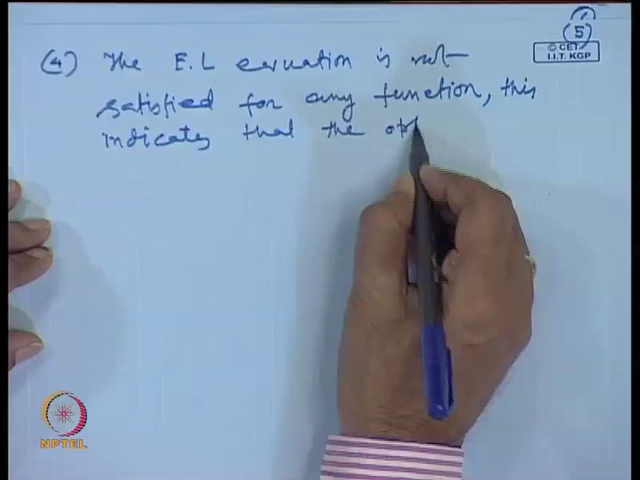 (5)
© CET
I.I.T. KGP
(4) The E.L equation is not
satisfied for any function, this
indicates that the opt
NPTEL